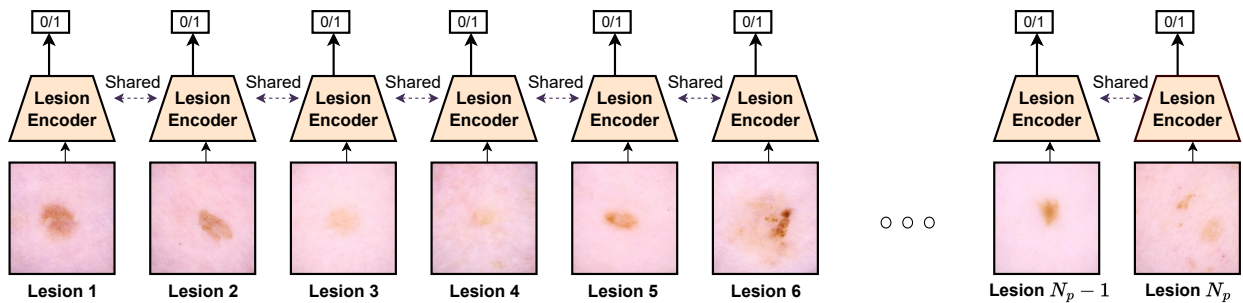 0/1 0/1 0/1 0/1 0/1 0/1 0/1 0/1
Shared Shared Shared Shared Shared Shared
Lesion Lesion Lesion Lesion Lesion Lesion Lesion Lesion
Encoder Encoder Encoder Encoder Encoder Encoder Encoder Encoder
Lesion 1 Lesion 2 Lesion 3 Lesion 4 Lesion 5 Lesion 6 Lesion $N_p - 1$ Lesion $N_p$